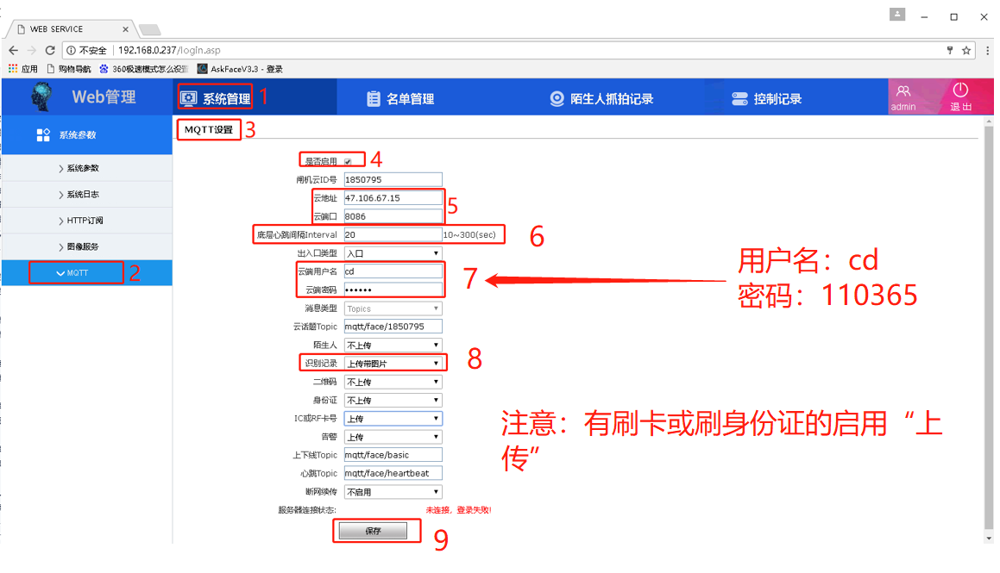 WEB SERVICE
不安全 192.168.0.237/login.asp
应用 购物导航 360极速模式怎么设置 AskFaceV3.3 - 登录
Web管理 系统管理 1 名单管理 陌生人抓拍记录 控制记录 admin 退出
系统参数
系统参数
系统日志
HTTP订阅
图像服务
MQTT 2
MQTT设置 3
是否启用 4
闸机云ID号 1850795
云地址 47.106.67.15
云端口 8086
5
底层心跳间隔Interval 20 10~300(sec) 6
出入口类型 入口
云端用户名 cd
云端密码 ••••••
7
用户名：cd
密码：110365
消息类型 Topics
云话题Topic mqtt/face/1850795
陌生人 不上传
识别记录 上传带图片 8
二维码 不上传
身份证 不上传
IC或RF卡号 上传
告警 上传
上下线Topic mqtt/face/basic
心跳Topic mqtt/face/heartbeat
断网续传 不启用
服务器连接状态: 未连接，登录失败!
保存 9
注意：有刷卡或刷身份证的启用“上
传”